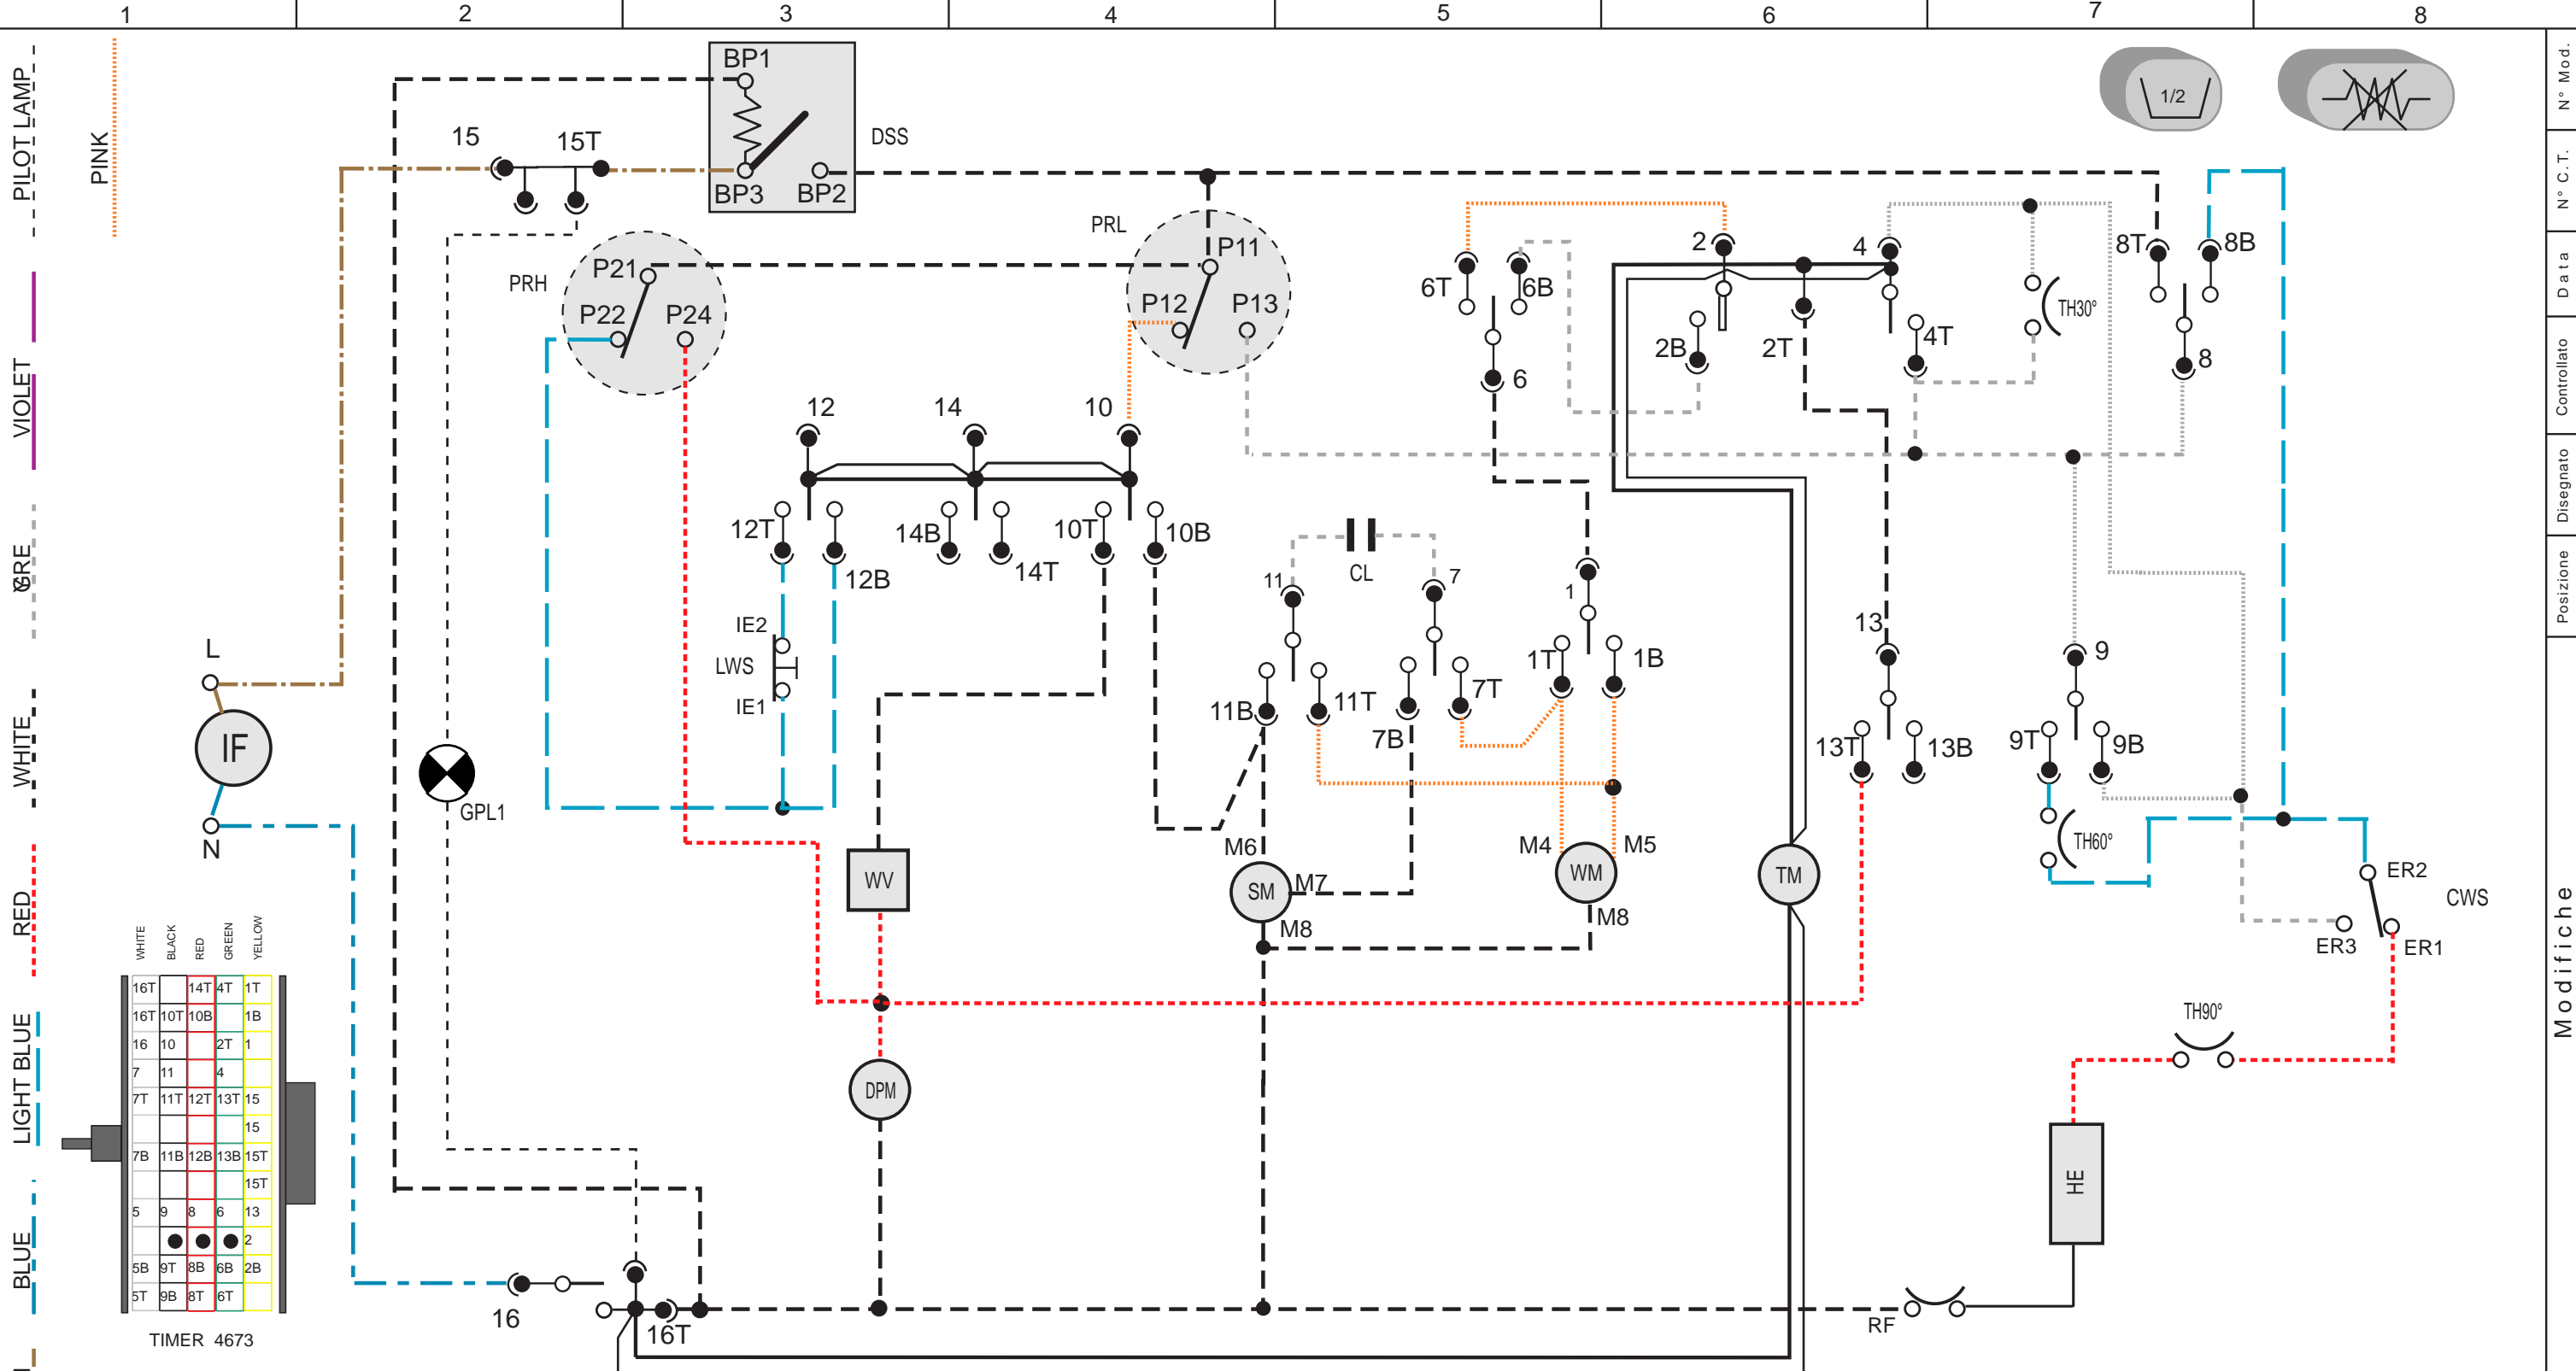 1 2 3 4 5 6 7 8
PILOT LAMP
PINK
VIOLET
GRE
WHITE
RED
LIGHT BLUE
BLUE
N° Mod.
N° C.T.
Data
Controllato
Disegnato
Posizione
Modifiche
BP1
BP3
BP2
DSS
15
15T
1/2
PRH
P21
P22
P24
PRL
P11
P12
P13
6T
6B
6
2
2B
2T
4
4T
TH30°
8T
8B
8
12
14
10
12T
12B
14B
14T
10T
10B
IE2
LWS
IE1
CL
11
7
1
11B
11T
7B
7T
1T
1B
13
13T
13B
9
9T
9B
TH60°
L
IF
N
GPL1
WV
M6
SM
M7
M8
M4
M5
WM
M8
TM
ER2
CWS
ER3
ER1
TH90°
DPM
HE
RF
16
16T
WHITE BLACK RED GREEN YELLOW
16T 14T 4T 1T
16T 10T 10B 1B
16 10 2T 1
7 11 4
7T 11T 12T 13T 15
15
7B 11B 12B 13B 15T
15T
5 9 8 6 13
2
5B 9T 8B 6B 2B
5T 9B 8T 6T
TIMER 4673